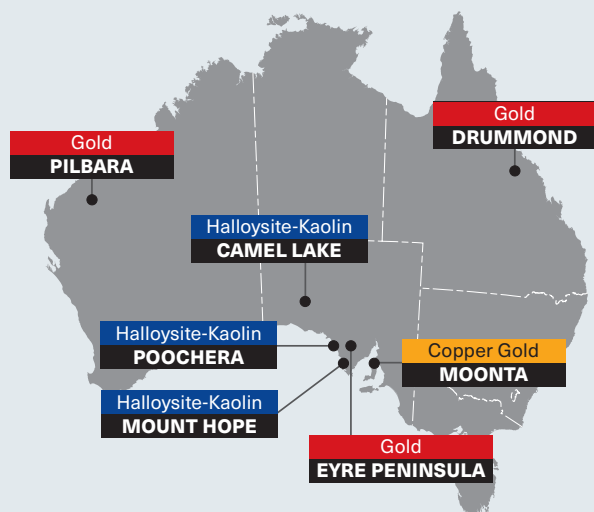 Gold
DRUMMOND
Gold
PILBARA
Halloysite-Kaolin
CAMEL LAKE
Halloysite-Kaolin
POOCHERA
Copper Gold
MOONTA
Halloysite-Kaolin
MOUNT HOPE
Gold
EYRE PENINSULA